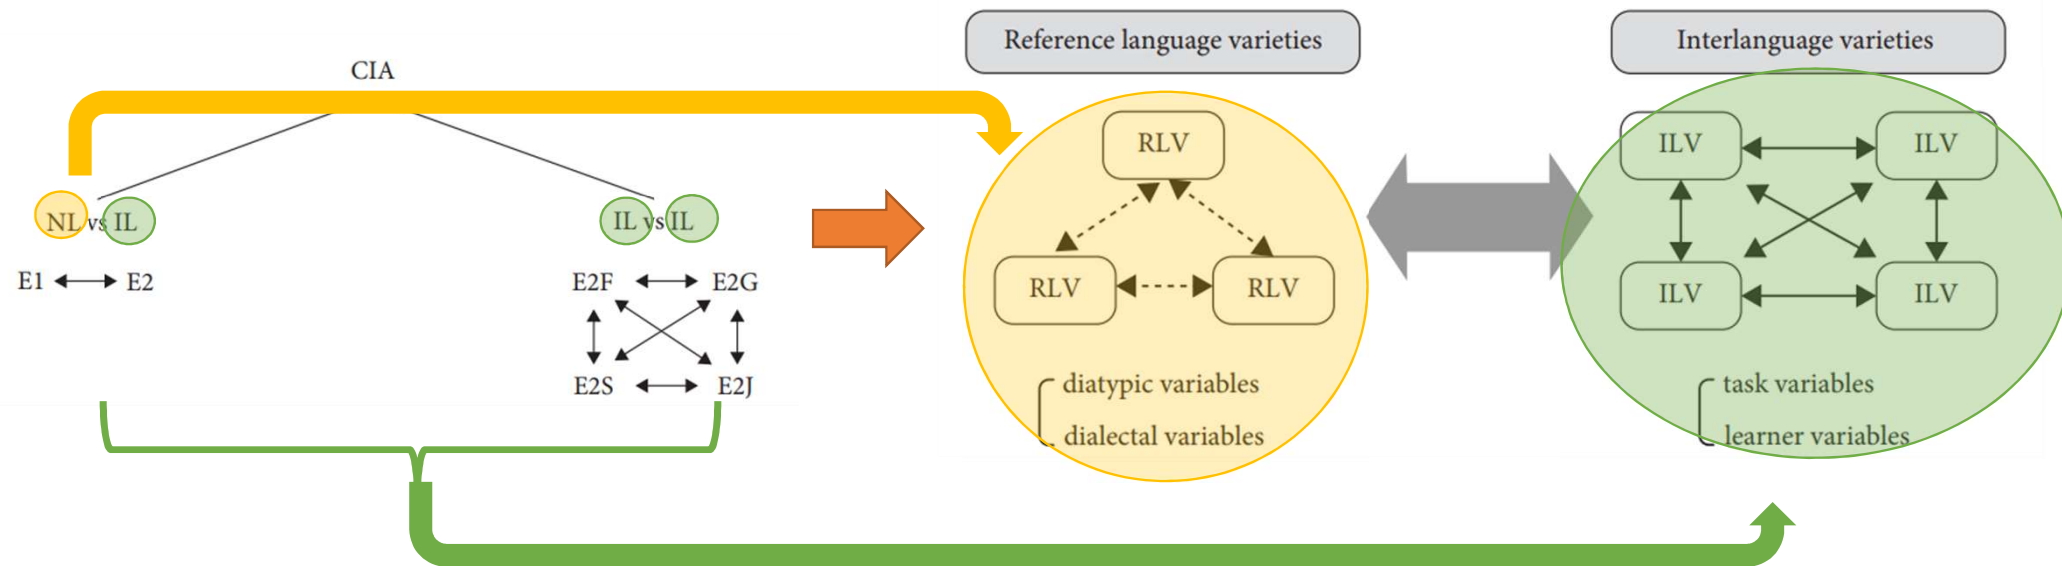 CIA
NL vs IL
IL vs IL
E1 E2
E2F E2G
E2S E2J
Reference language varieties
RLV
RLV RLV
diatypic variables
dialectal variables
Interlanguage varieties
ILV ILV
ILV ILV
task variables
learner variables